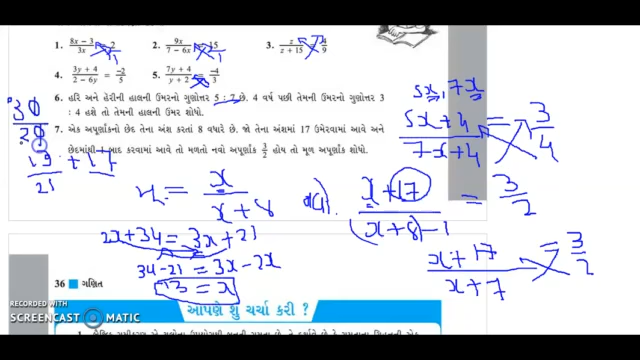 1. (8x − 3)/(3x) = 2/1 2. 9x/(7 − 6x) = 15/1 3. z/(z + 15) = 4/9
4. (3y + 4)/(2 − 6y) = −2/5 5. (7y + 4)/(y + 2) = −4/3
6. હરિ અને હેરીની હાલની ઉમરનો ગુણોત્તર 5 : 7 છે. 4 વર્ષ પછી તેમની ઉંમરનો ગુણોત્તર 3
: 4 હશે તો તેમની હાલની ઉંમર શોધો.
7. એક અપૂર્ણાંકનો છેદ તેના અંશ કરતાં 8 વધારે છે. જો તેના અંશમાં 17 ઉમેરવામાં આવે અને
છેદમાંથી બાદ કરવામાં આવે તો મળતો નવો અપૂર્ણાંક 3/2 હોય તો મૂળ અપૂર્ણાંક શોધો.
5x, 7x
(5x + 4)/(7x + 4) = 3/4
x/(x + 8)
(x + 17)/((x + 8) − 1) = 3/2
2x + 34 = 3x + 21
34 − 21 = 3x − 2x
13 = x
(x + 17)/(x + 7) = 3/2
36 ગણિત
આપણે શું ચર્ચા કરી ?
RECORDED WITH
SCREENCAST MATIC